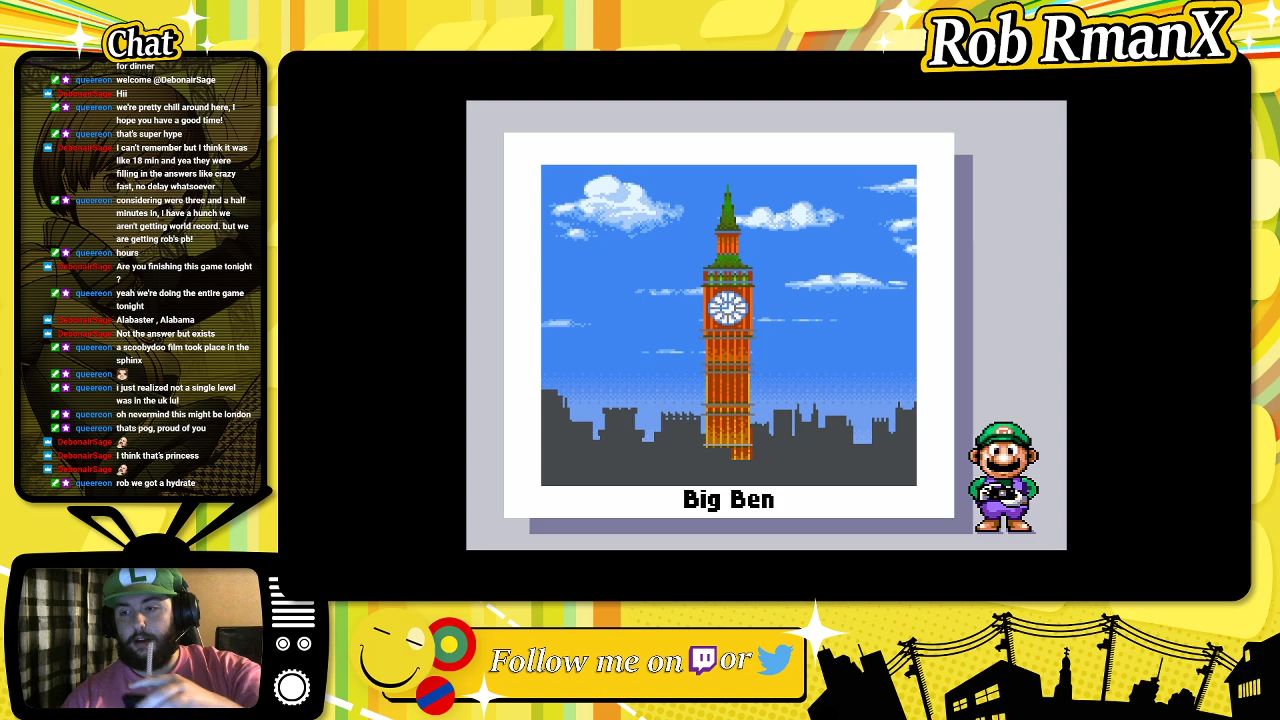 Chat
Rob RmanX
for dinner
queereon welcome @DebonairSage
DebonairSage Hii
queereon we're pretty chill around here, I
hope you have a good time!
queereon that's super hype
DebonairSage I can't remember but I think it was
like 18 min and yea they were
filling in the answers like crazy
fast, no delay whatsoever
queereon considering were three and a half
minutes in, I have a hunch we
aren't getting world record. but we
are getting rob's pb!
queereon hours
DebonairSage Are you finishing this game tonight
?
queereon yeah we're doing the entire game
tonight
DebonairSage Alabaster , Alabama
DebonairSage Not the answer but exists
queereon a scoobydoo film took place in the
sphinx
queereon
queereon i just realized not a single level
was in the uk lul
queereon oh nevermind this might be london
queereon thats pog, proud of you
DebonairSage
DebonairSage I think that's princess
DebonairSage
queereon rob we got a hydrate
Big Ben
L
Follow me on or